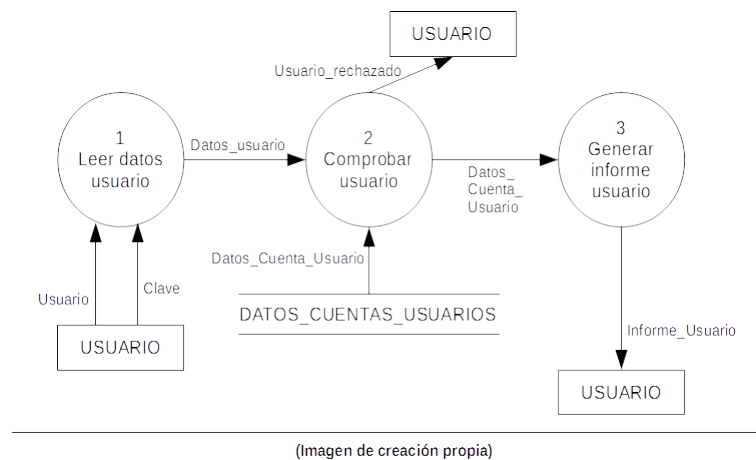 USUARIO
Usuario_rechazado
1
Leer datos
usuario
Datos_usuario
2
Comprobar
usuario
3
Generar
informe
usuario
Datos_
Cuenta_
Usuario
Datos_Cuenta_Usuario
Usuario
Clave
DATOS_CUENTAS_USUARIOS
USUARIO
Informe_Usuario
USUARIO
(Imagen de creación propia)